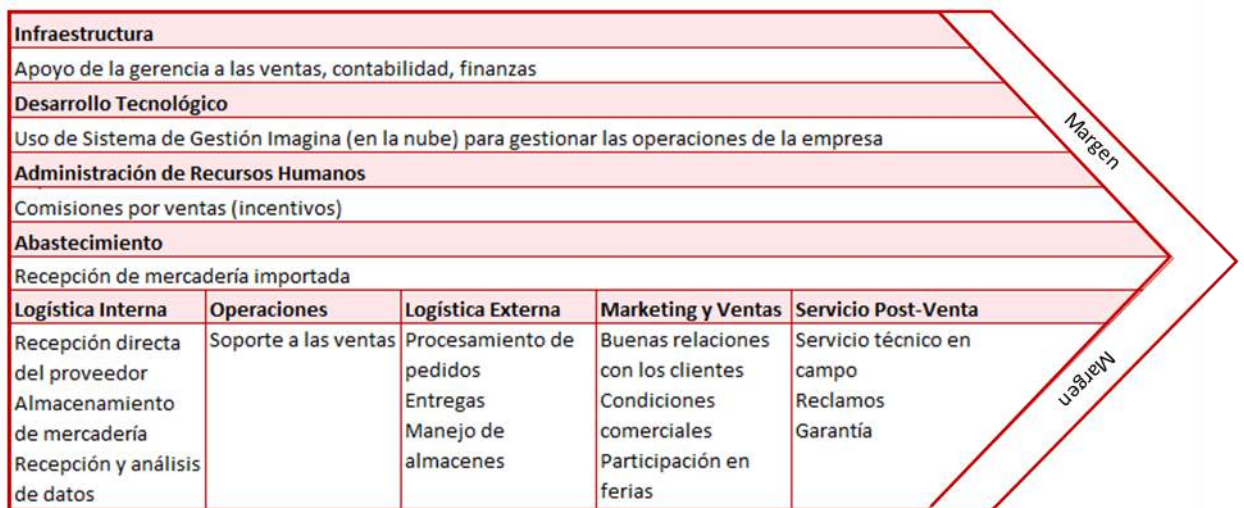 Infraestructura
Apoyo de la gerencia a las ventas, contabilidad, finanzas
Desarrollo Tecnológico
Uso de Sistema de Gestión Imagina (en la nube) para gestionar las operaciones de la empresa
Administración de Recursos Humanos
Comisiones por ventas (incentivos)
Abastecimiento
Recepción de mercadería importada
Margen
Logística Interna
Recepción directa
del proveedor
Almacenamiento
de mercadería
Recepción y análisis
de datos
Operaciones
Soporte a las ventas
Logística Externa
Procesamiento de
pedidos
Entregas
Manejo de
almacenes
Marketing y Ventas
Buenas relaciones
con los clientes
Condiciones
comerciales
Participación en
ferias
Servicio Post-Venta
Servicio técnico en
campo
Reclamos
Garantía
Margen